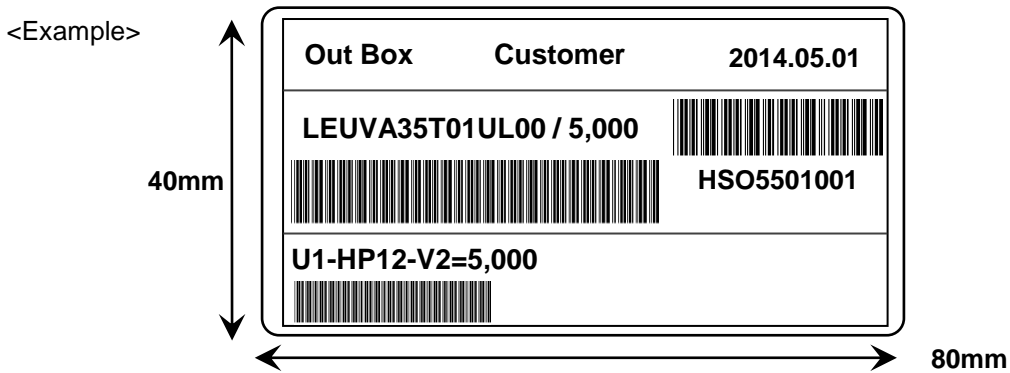 <Example>
Out Box Customer 2014.05.01
LEUVA35T01UL00 / 5,000
40mm
HSO5501001
U1-HP12-V2=5,000
80mm